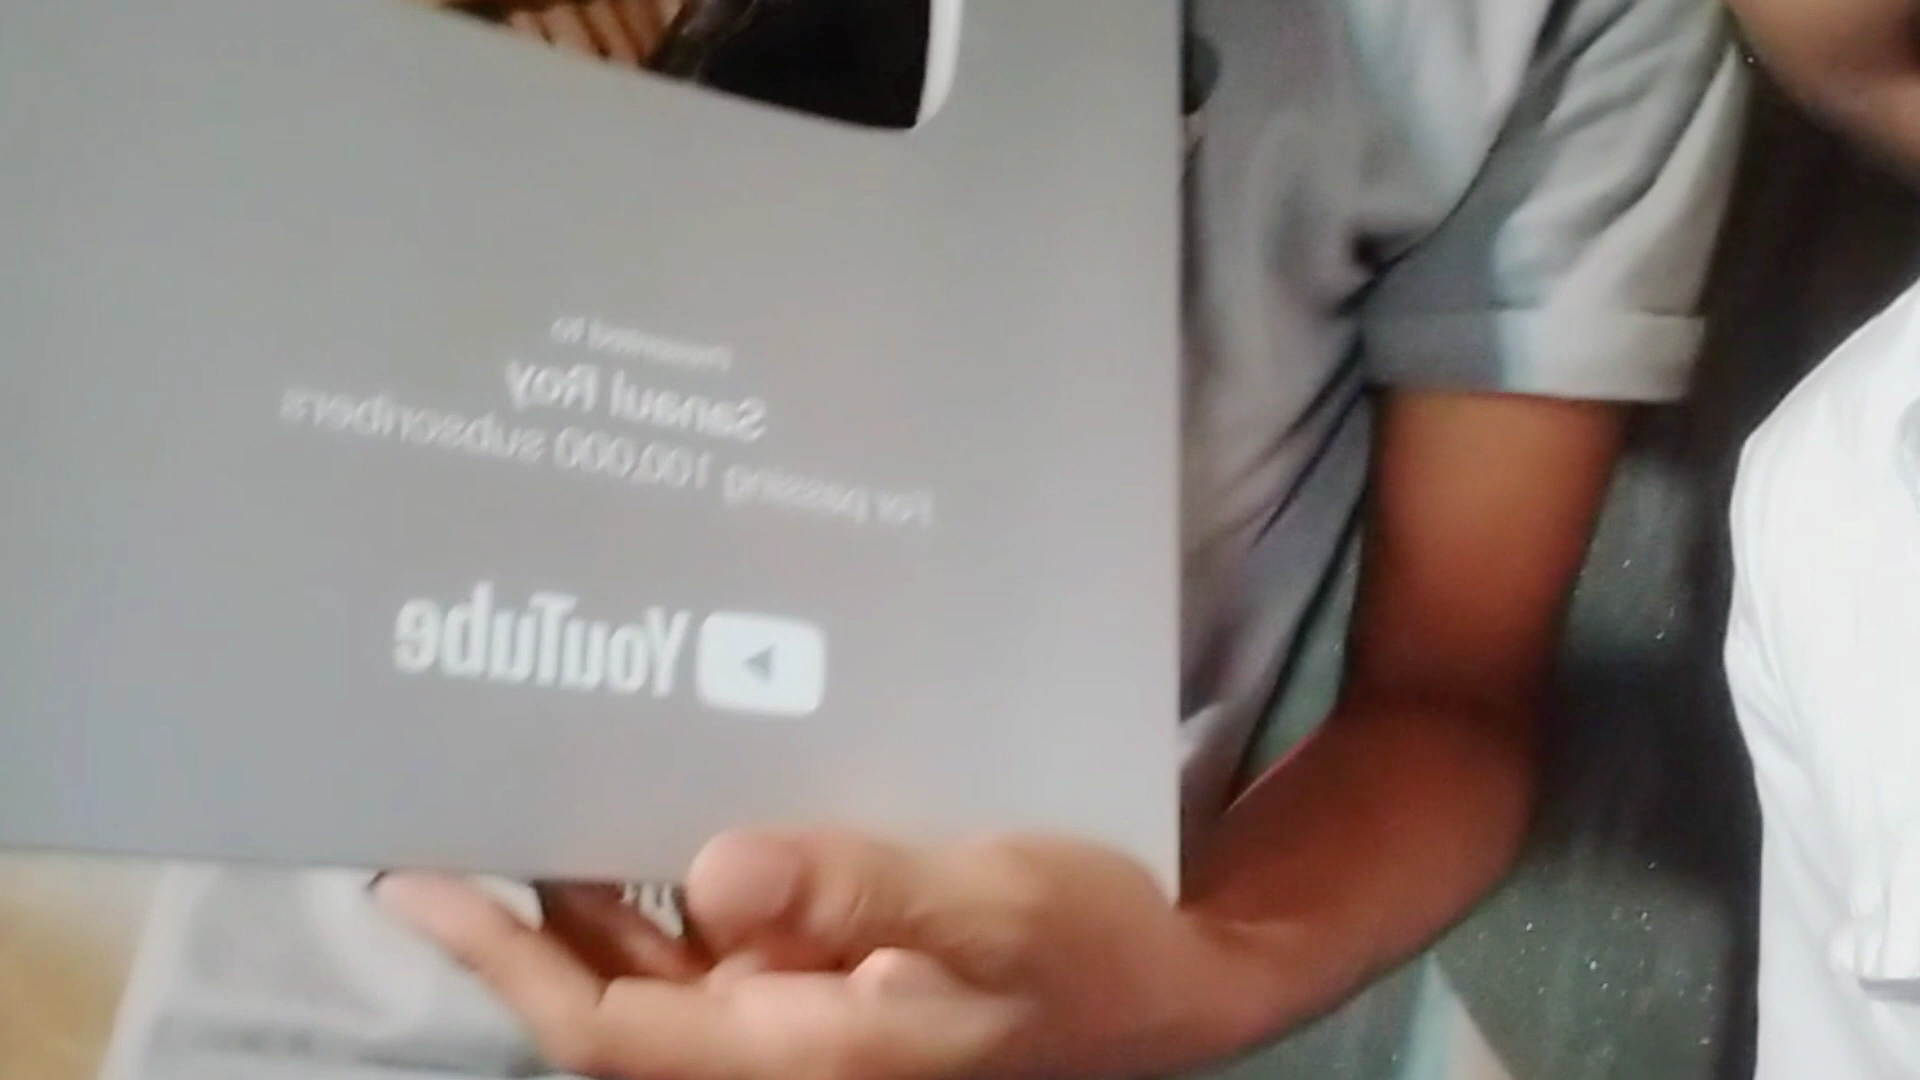 Presented to
Sanaul Roy
For passing 100,000 subscribers
YouTube